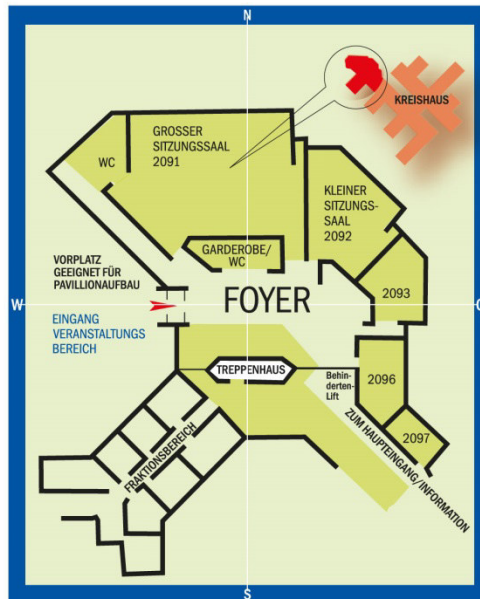 N
KREISHAUS
GROSSER
SITZUNGSSAAL
2091
WC
KLEINER
SITZUNGS-
SAAL
2092
GARDEROBE/
WC
VORPLATZ
GEEIGNET FÜR
PAVILLIONAUFBAU
2093
W
FOYER
O
EINGANG
VERANSTALTUNGS
BEREICH
TREPPENHAUS
Behin-
derten-
Lift
2096
2097
ZUM HAUPTEINGANG/INFORMATION
FRAKTIONSBEREICH
S